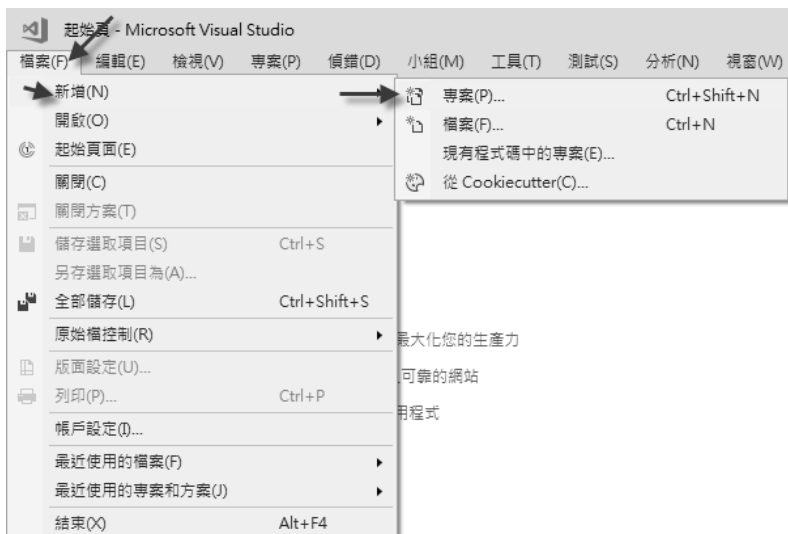 起始頁 - Microsoft Visual Studio
檔案(F) 編輯(E) 檢視(V) 專案(P) 偵錯(D) 小組(M) 工具(T) 測試(S) 分析(N) 視窗(W)
新增(N)
開啟(O)
起始頁面(E)
關閉(C)
關閉方案(T)
儲存選取項目(S) Ctrl+S
另存選取項目為(A)...
全部儲存(L) Ctrl+Shift+S
原始檔控制(R)
版面設定(U)...
列印(P)... Ctrl+P
帳戶設定(I)...
最近使用的檔案(F)
最近使用的專案和方案(J)
結束(X) Alt+F4
專案(P)... Ctrl+Shift+N
檔案(F)... Ctrl+N
現有程式碼中的專案(E)...
從 Cookiecutter(C)...
最大化您的生產力
可靠的網站
用程式